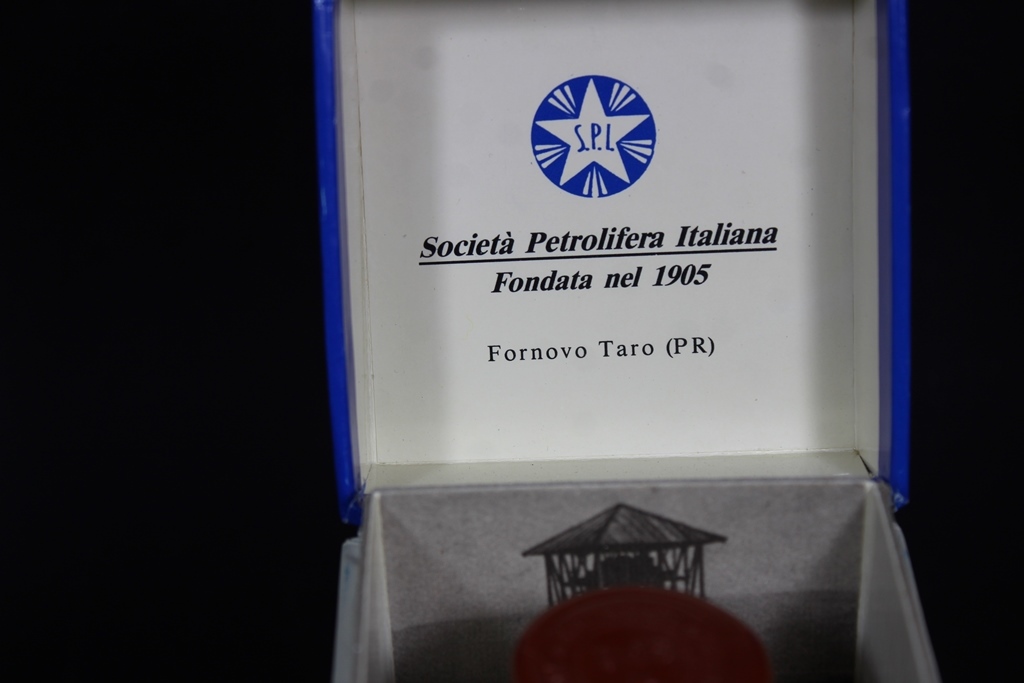 S.P.I.
Società Petrolifera Italiana
Fondata nel 1905
Fornovo Taro (PR)